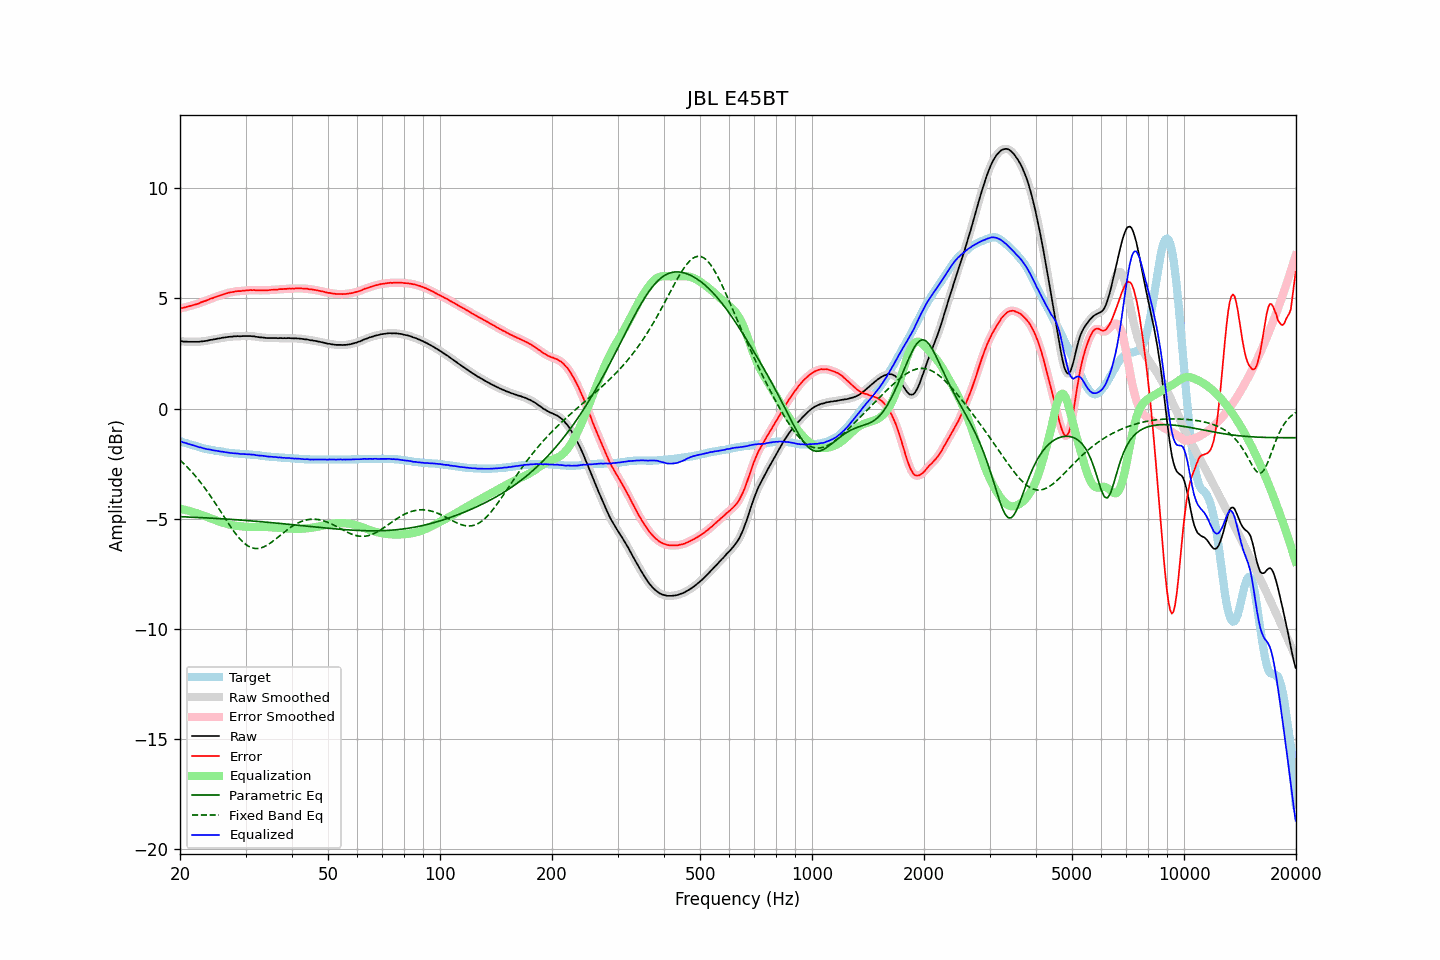 JBL E45BT
Amplitude (dBr)
10
5
0
−5
−10
−15
−20
Target
Raw Smoothed
Error Smoothed
Raw
Error
Equalization
Parametric Eq
Fixed Band Eq
Equalized
20 50 100 200 500 1000 2000 5000 10000 20000
Frequency (Hz)